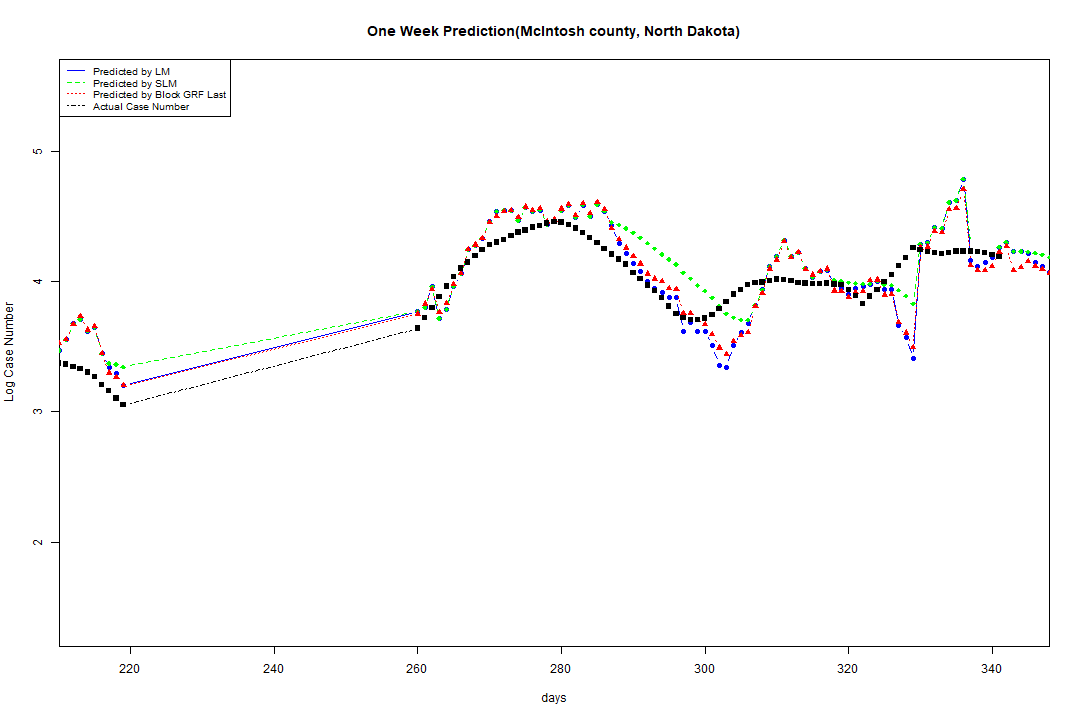 One Week Prediction(McIntosh county, North Dakota)
Predicted by LM
Predicted by SLM
Predicted by Block GRF Last
Actual Case Number
Log Case Number
5
4
3
2
220 240 260 280 300 320 340
days